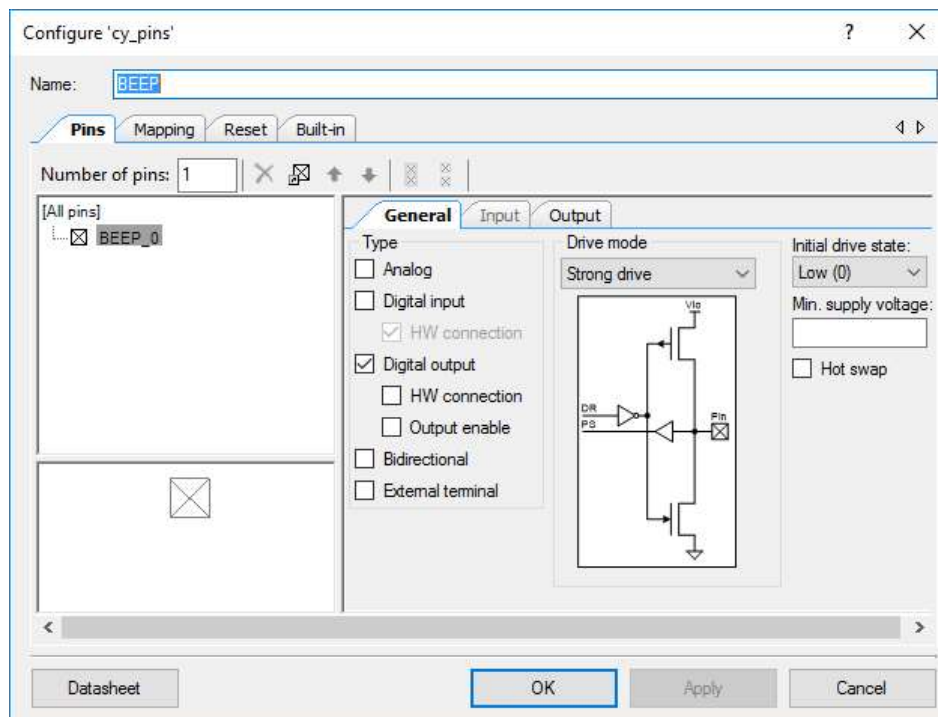 Configure 'cy_pins'
?
Name: BEEP
Pins Mapping Reset Built-in
Number of pins: 1
[All pins]
BEEP_0
General Input Output
Type
Analog
Digital input
HW connection
Digital output
HW connection
Output enable
Bidirectional
External terminal
Drive mode
Strong drive
Vio
DR
PS
Pin
Initial drive state:
Low (0)
Min. supply voltage:
Hot swap
Datasheet OK Apply Cancel